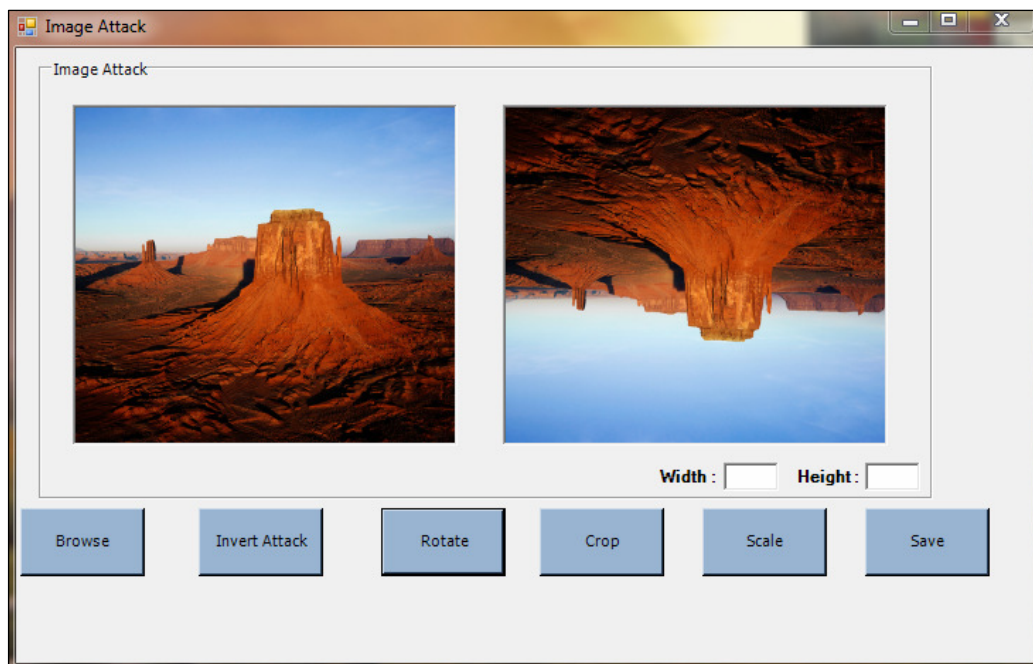 Image Attack
Image Attack
Width : Height :
Browse Invert Attack Rotate Crop Scale Save